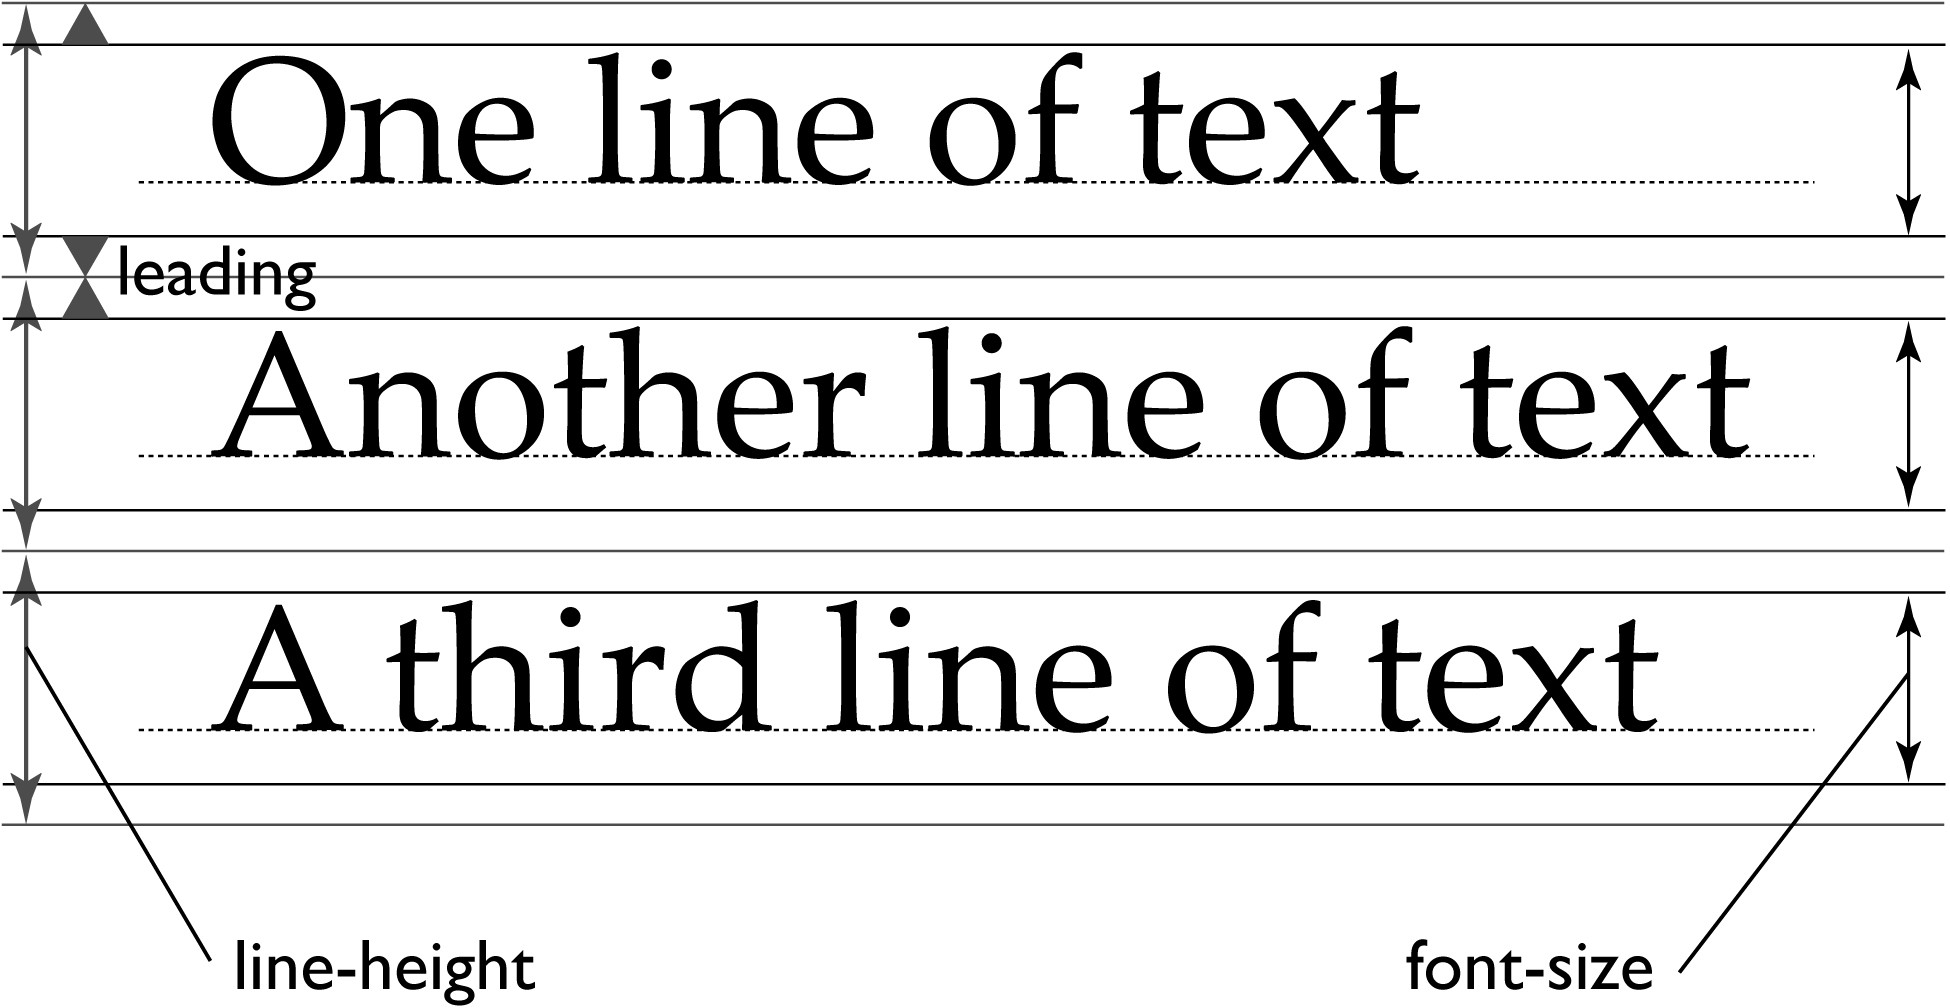 One line of text
leading
Another line of text
A third line of text
line-height
font-size